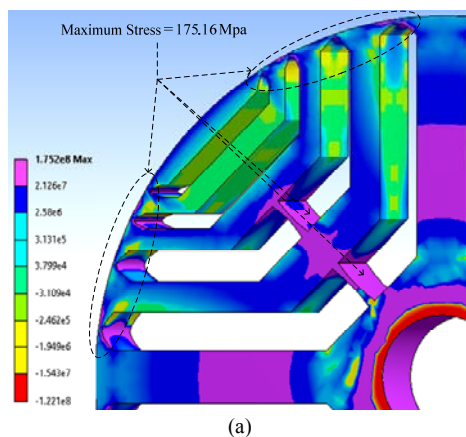 Maximum Stress = 175.16 Mpa
1.752e8 Max
2.126e7
2.58e6
3.131e5
3.799e4
-3.109e4
-2.462e5
-1.949e6
-1.543e7
-1.221e8
(a)